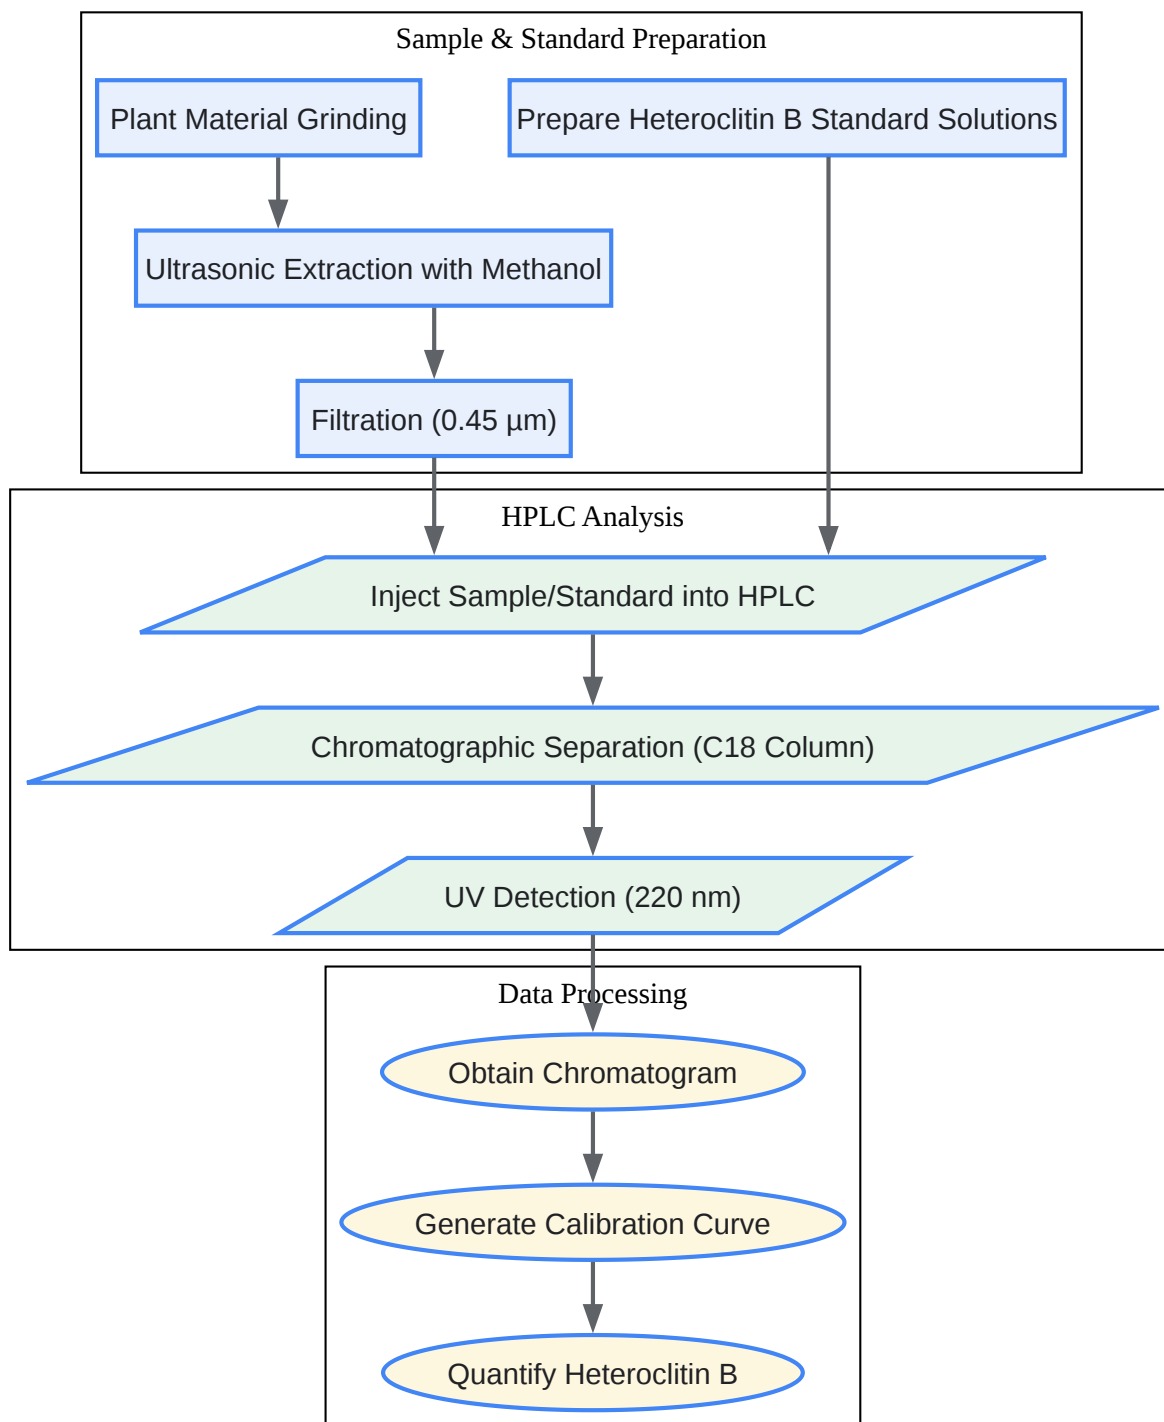 Sample & Standard Preparation
Plant Material Grinding
Prepare Heteroclitin B Standard Solutions
Ultrasonic Extraction with Methanol
Filtration (0.45 µm)
HPLC Analysis
Inject Sample/Standard into HPLC
Chromatographic Separation (C18 Column)
UV Detection (220 nm)
Data Processing
Obtain Chromatogram
Generate Calibration Curve
Quantify Heteroclitin B